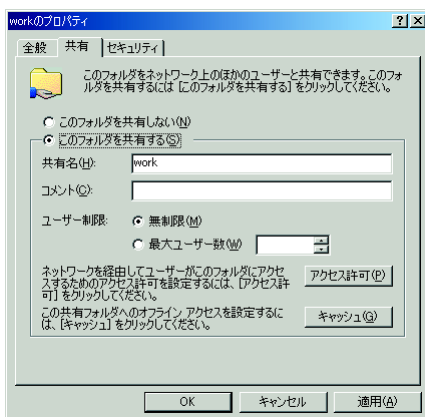 workのプロパティ
全般 共有 セキュリティ
このフォルダをネットワーク上のほかのユーザーと共有できます。このフォ
ルダを共有するには [このフォルダを共有する] をクリックしてください。
このフォルダを共有しない(N)
このフォルダを共有する(S)
共有名(H): work
コメント(C):
ユーザー制限: 無制限(M)
最大ユーザー数(W)
ネットワークを経由してユーザーがこのフォルダにアクセ
スするためのアクセス許可を設定するには、[アクセス許
可] をクリックしてください。
アクセス許可(P)
この共有フォルダへのオフライン アクセスを設定するに
は、[キャッシュ] をクリックしてください。
キャッシュ(G)
OK キャンセル 適用(A)